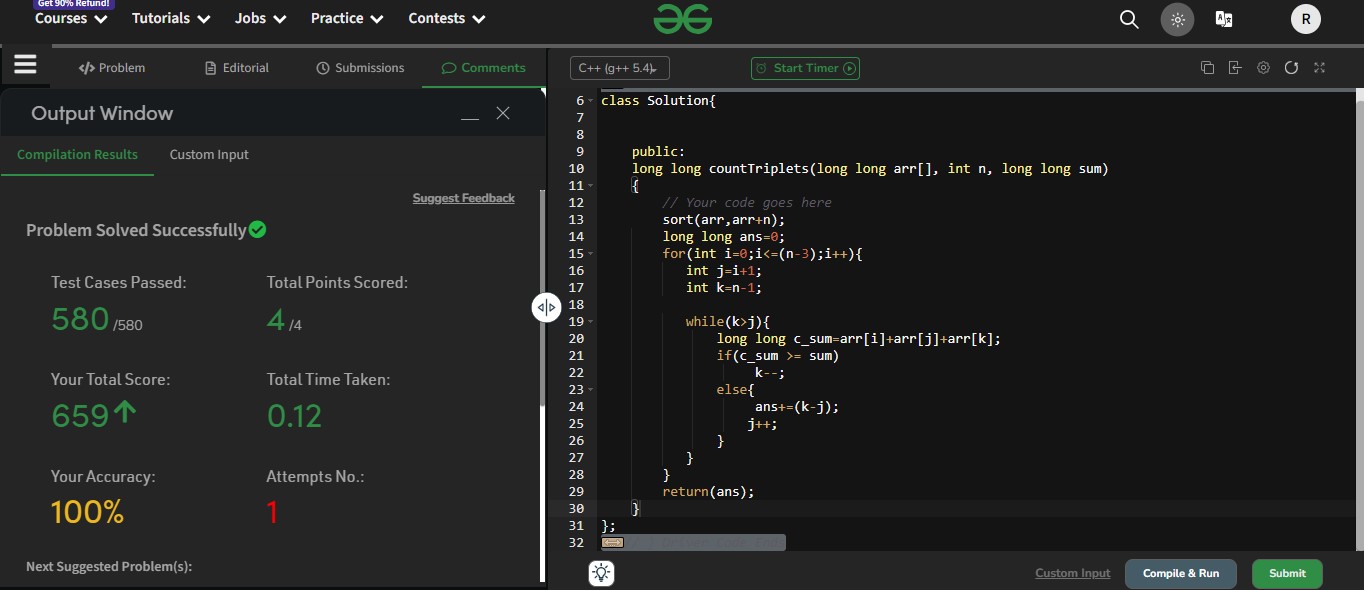 Get 90% Refund!
Courses Tutorials Jobs Practice Contests R
Problem Editorial Submissions Comments C++ (g++ 5.4) Start Timer
Output Window
Compilation Results Custom Input
Suggest Feedback
Problem Solved Successfully
Test Cases Passed: Total Points Scored:
580 /580 4 /4
Your Total Score: Total Time Taken:
659 0.12
Your Accuracy: Attempts No.:
100% 1
Next Suggested Problem(s):
6 class Solution{
7
8
9 public:
10 long long countTriplets(long long arr[], int n, long long sum)
11 {
12 // Your code goes here
13 sort(arr,arr+n);
14 long long ans=0;
15 for(int i=0;i<=(n-3);i++){
16 int j=i+1;
17 int k=n-1;
18
19 while(k>j){
20 long long c_sum=arr[i]+arr[j]+arr[k];
21 if(c_sum >= sum)
22 k--;
23 else{
24 ans+=(k-j);
25 j++;
26 }
27 }
28 }
29 return(ans);
30 }
31 };
32
Custom Input Compile & Run Submit